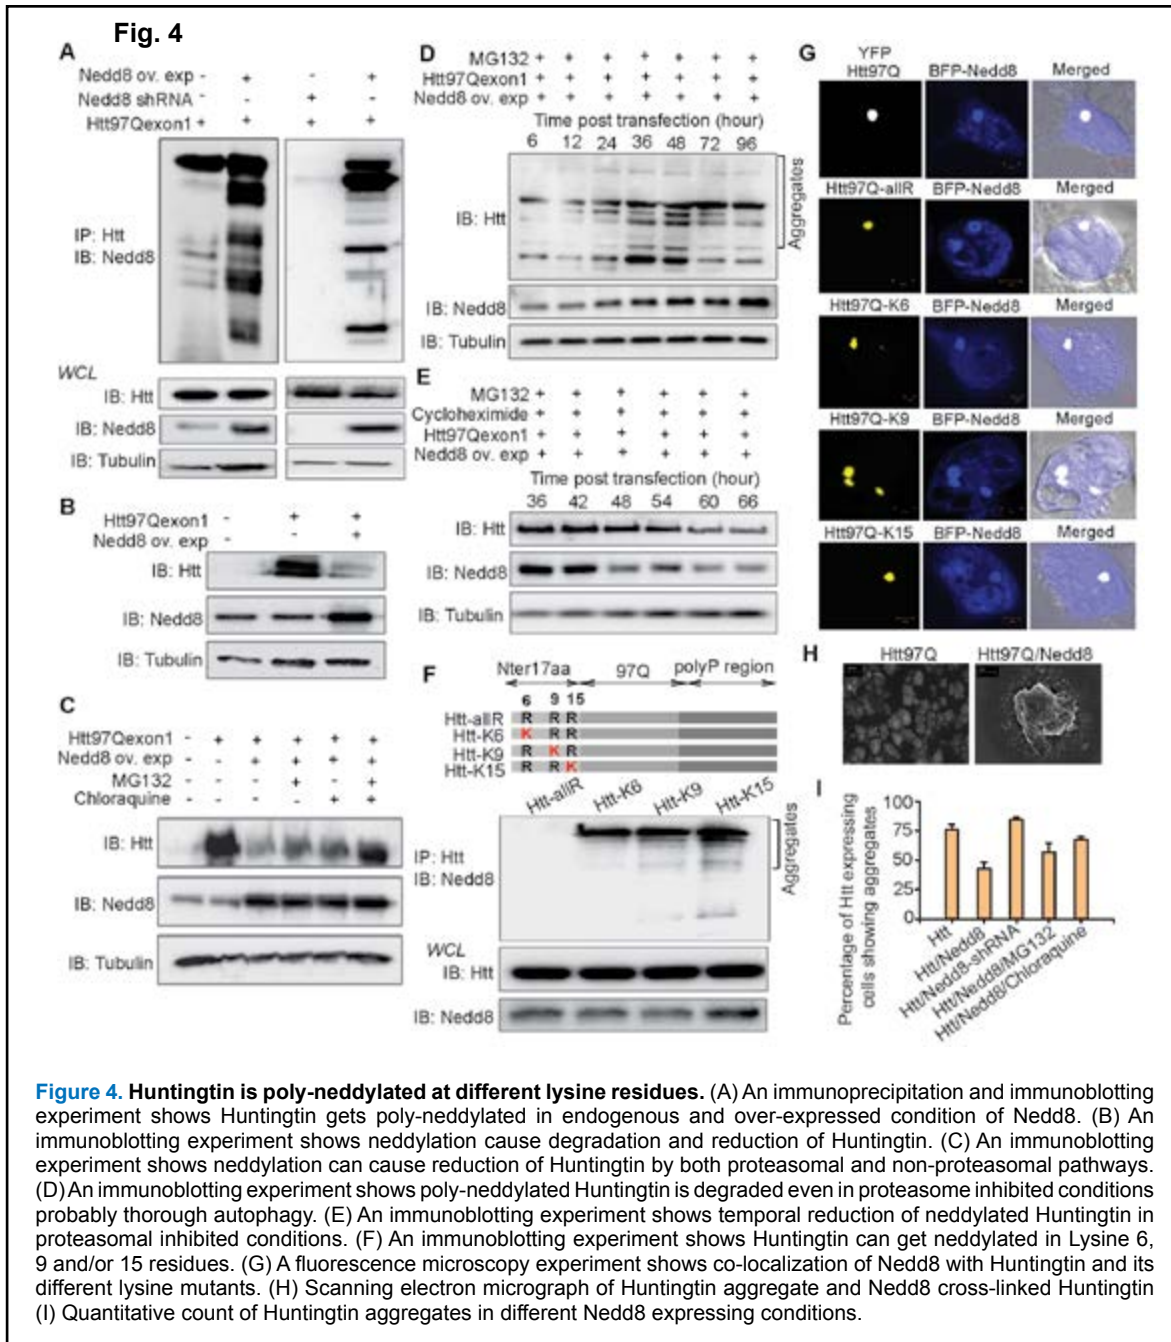 Fig. 4
A
Nedd8 ov. exp - + - +
Nedd8 shRNA - - + -
Htt97Qexon1 + + + +
IP: Htt
IB: Nedd8
WCL
IB: Htt
IB: Nedd8
IB: Tubulin
B
Htt97Qexon1 - + +
Nedd8 ov. exp - - +
IB: Htt
IB: Nedd8
IB: Tubulin
C
Htt97Qexon1 - + + + + +
Nedd8 ov. exp - - + + + +
MG132 - - - + - +
Chloraquine - - - - + +
IB: Htt
IB: Nedd8
IB: Tubulin
D
MG132 + + + + + + +
Htt97Qexon1 + + + + + + +
Nedd8 ov. exp + + + + + + +
Time post transfection (hour)
6 12 24 36 48 72 96
IB: Htt
Aggregates
IB: Nedd8
IB: Tubulin
E
MG132 + + + + + +
Cycloheximide + + + + + +
Htt97Qexon1 + + + + + +
Nedd8 ov. exp + + + + + +
Time post transfection (hour)
36 42 48 54 60 66
IB: Htt
IB: Nedd8
IB: Tubulin
F
Nter17aa 97Q polyP region
6 9 15
Htt-allR R R R
Htt-K6 K R R
Htt-K9 R K R
Htt-K15 R R K
Htt-allR Htt-K6 Htt-K9 Htt-K15
IP: Htt
IB: Nedd8
Aggregates
WCL
IB: Htt
IB: Nedd8
G
YFP
Htt97Q BFP-Nedd8 Merged
Htt97Q-allR BFP-Nedd8 Merged
Htt97Q-K6 BFP-Nedd8 Merged
Htt97Q-K9 BFP-Nedd8 Merged
Htt97Q-K15 BFP-Nedd8 Merged
H
Htt97Q Htt97Q/Nedd8
I
Percentage of Htt expressing
cells showing aggregates
100
75
50
25
0
Htt
Htt/Nedd8
Htt/Nedd8-shRNA
Htt/Nedd8/MG132
Htt/Nedd8/Chloraquine
Figure 4. Huntingtin is poly-neddylated at different lysine residues. (A) An immunoprecipitation and immunoblotting
experiment shows Huntingtin gets poly-neddylated in endogenous and over-expressed condition of Nedd8. (B) An
immunoblotting experiment shows neddylation cause degradation and reduction of Huntingtin. (C) An immunoblotting
experiment shows neddylation can cause reduction of Huntingtin by both proteasomal and non-proteasomal pathways.
(D) An immunoblotting experiment shows poly-neddylated Huntingtin is degraded even in proteasome inhibited conditions
probably thorough autophagy. (E) An immunoblotting experiment shows temporal reduction of neddylated Huntingtin in
proteasomal inhibited conditions. (F) An immunoblotting experiment shows Huntingtin can get neddylated in Lysine 6,
9 and/or 15 residues. (G) A fluorescence microscopy experiment shows co-localization of Nedd8 with Huntingtin and its
different lysine mutants. (H) Scanning electron micrograph of Huntingtin aggregate and Nedd8 cross-linked Huntingtin
(I) Quantitative count of Huntingtin aggregates in different Nedd8 expressing conditions.